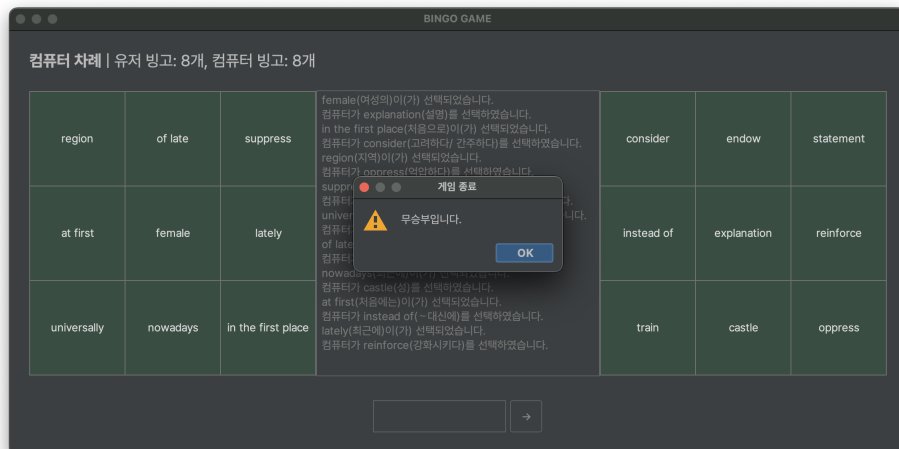 BINGO GAME
컴퓨터 차례 | 유저 빙고: 8개, 컴퓨터 빙고: 8개
region
of late
suppress
at first
female
lately
universally
nowadays
in the first place
female(여성의)이(가) 선택되었습니다.
컴퓨터가 explanation(설명)를 선택하였습니다.
in the first place(처음으로)이(가) 선택되었습니다.
컴퓨터가 consider(고려하다/ 간주하다)를 선택하였습니다.
region(지역)이(가) 선택되었습니다.
컴퓨터가 oppress(억압하다)를 선택하였습니다.
컴퓨터가 castle(성)를 선택하였습니다.
at first(처음에는)이(가) 선택되었습니다.
컴퓨터가 instead of(~대신에)를 선택하였습니다.
lately(최근에)이(가) 선택되었습니다.
컴퓨터가 reinforce(강화시키다)를 선택하였습니다.
게임 종료
무승부입니다.
OK
consider
endow
statement
instead of
explanation
reinforce
train
castle
oppress
→